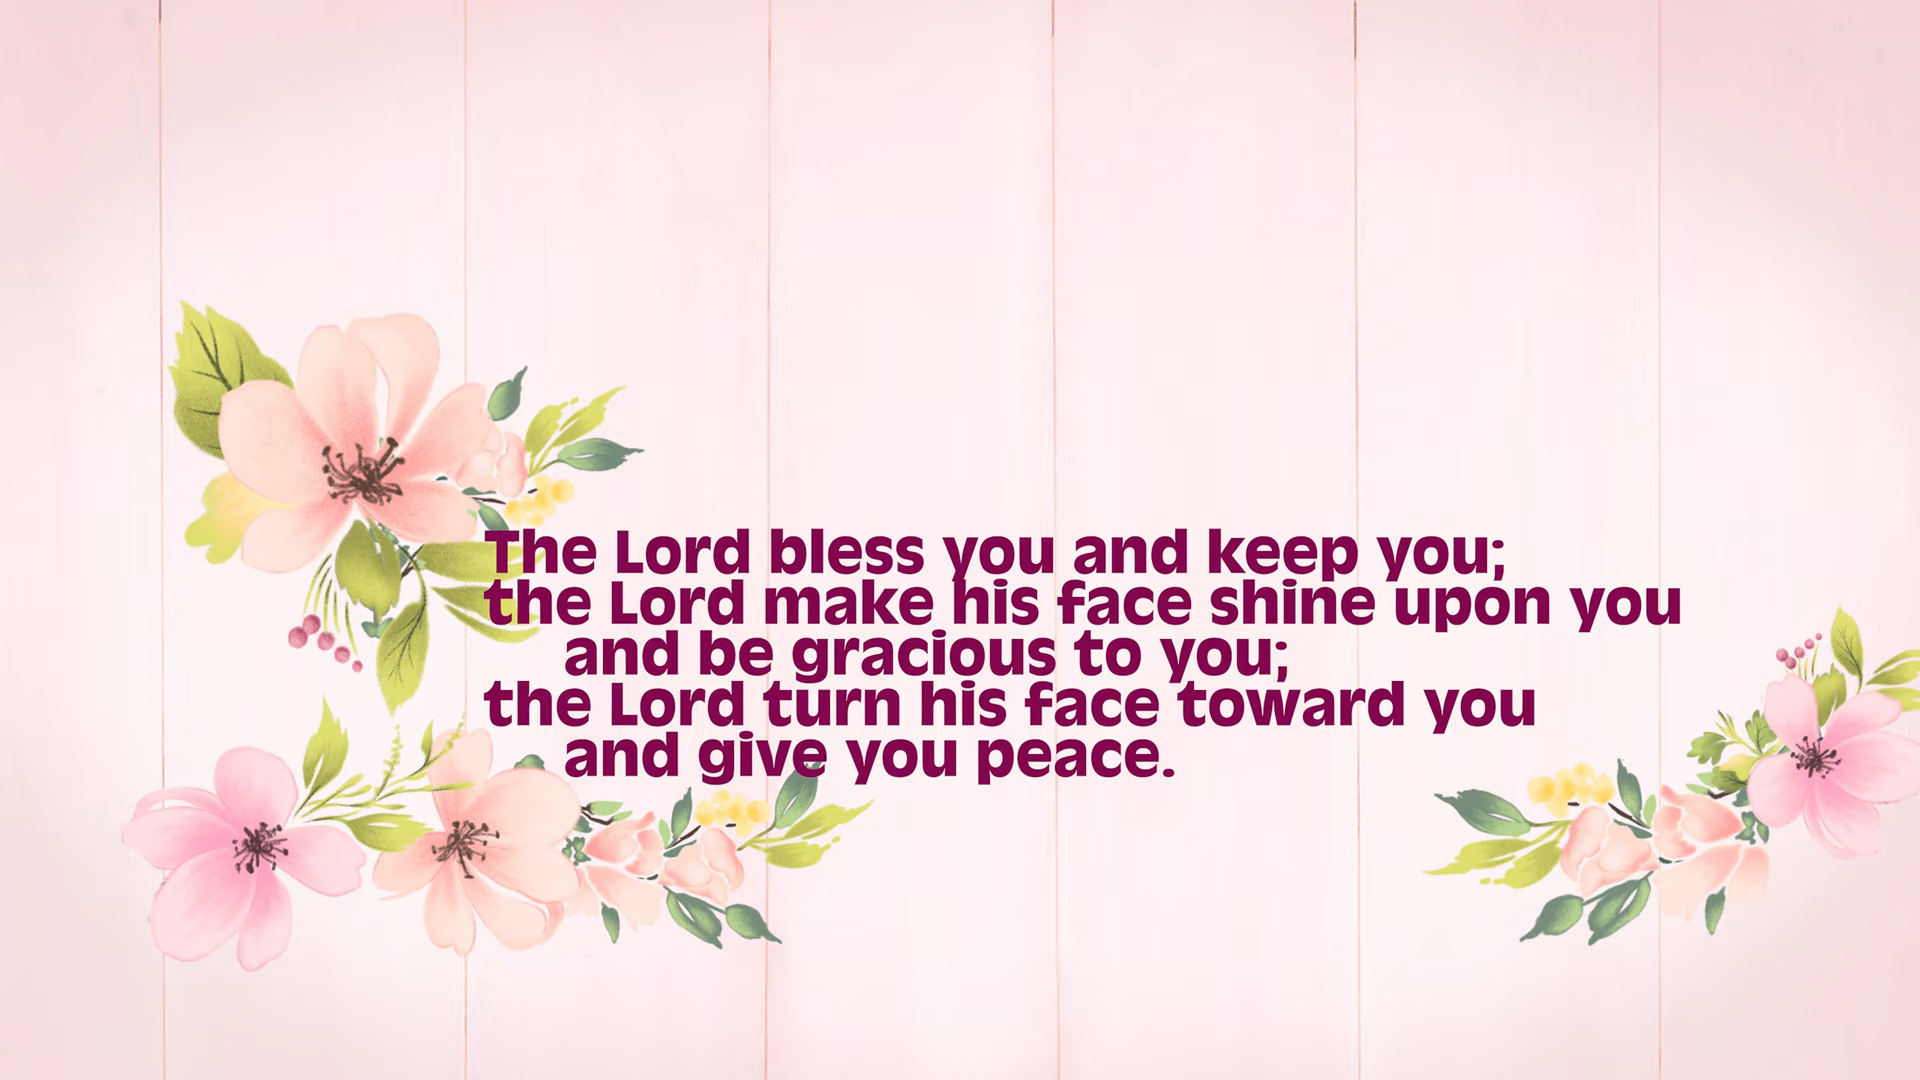 The Lord bless you and keep you;
the Lord make his face shine upon you
and be gracious to you;
the Lord turn his face toward you
and give you peace.